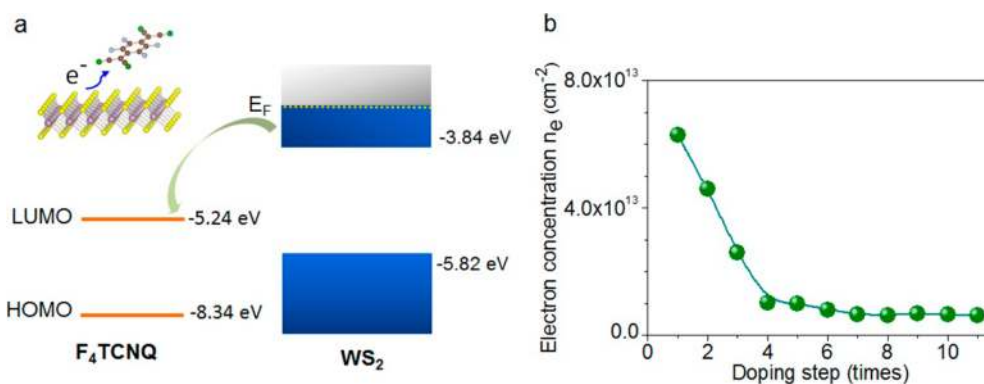 a
e⁻
E_F
-3.84 eV
LUMO
-5.24 eV
-5.82 eV
HOMO
-8.34 eV
F₄TCNQ
WS₂
b
Electron concentration nₑ (cm⁻²)
8.0x10¹³
4.0x10¹³
0.0
0 2 4 6 8 10
Doping step (times)